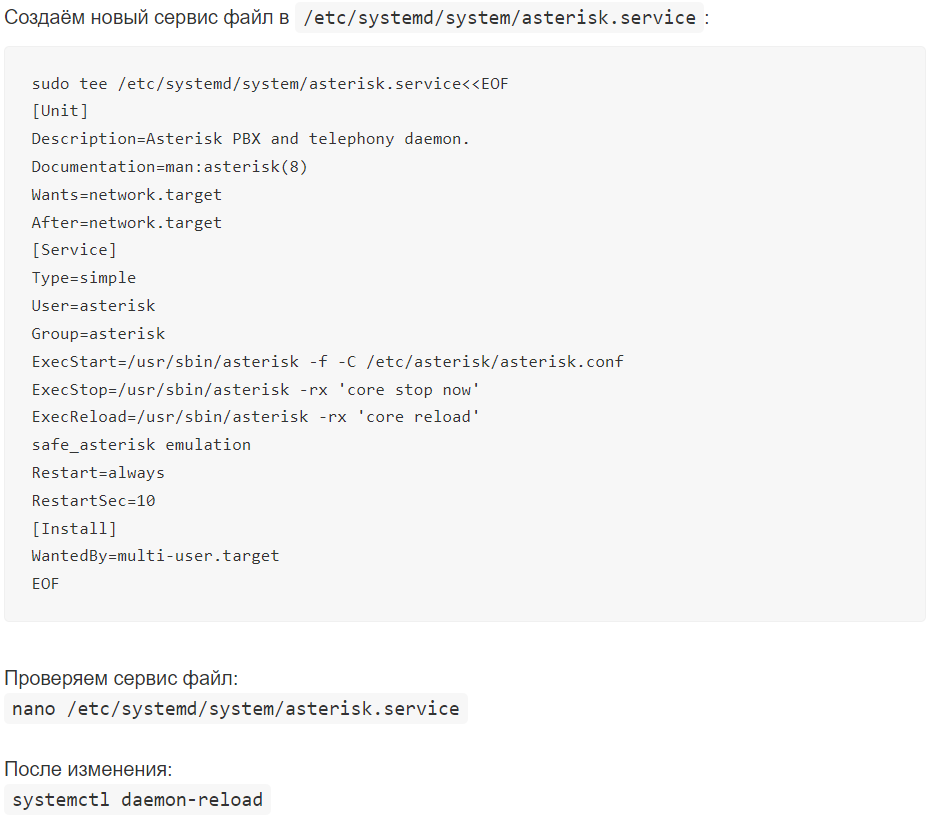 Создаём новый сервис файл в /etc/systemd/system/asterisk.service :
sudo tee /etc/systemd/system/asterisk.service<<EOF
[Unit]
Description=Asterisk PBX and telephony daemon.
Documentation=man:asterisk(8)
Wants=network.target
After=network.target
[Service]
Type=simple
User=asterisk
Group=asterisk
ExecStart=/usr/sbin/asterisk -f -C /etc/asterisk/asterisk.conf
ExecStop=/usr/sbin/asterisk -rx 'core stop now'
ExecReload=/usr/sbin/asterisk -rx 'core reload'
safe_asterisk emulation
Restart=always
RestartSec=10
[Install]
WantedBy=multi-user.target
EOF
Проверяем сервис файл:
nano /etc/systemd/system/asterisk.service
После изменения:
systemctl daemon-reload